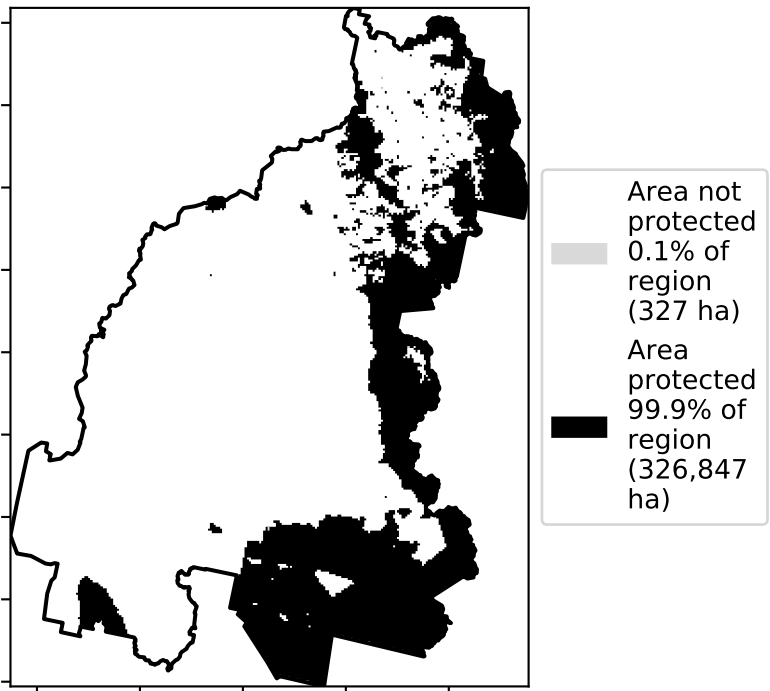 Area not
protected
0.1% of
region
(327 ha)
Area
protected
99.9% of
region
(326,847
ha)